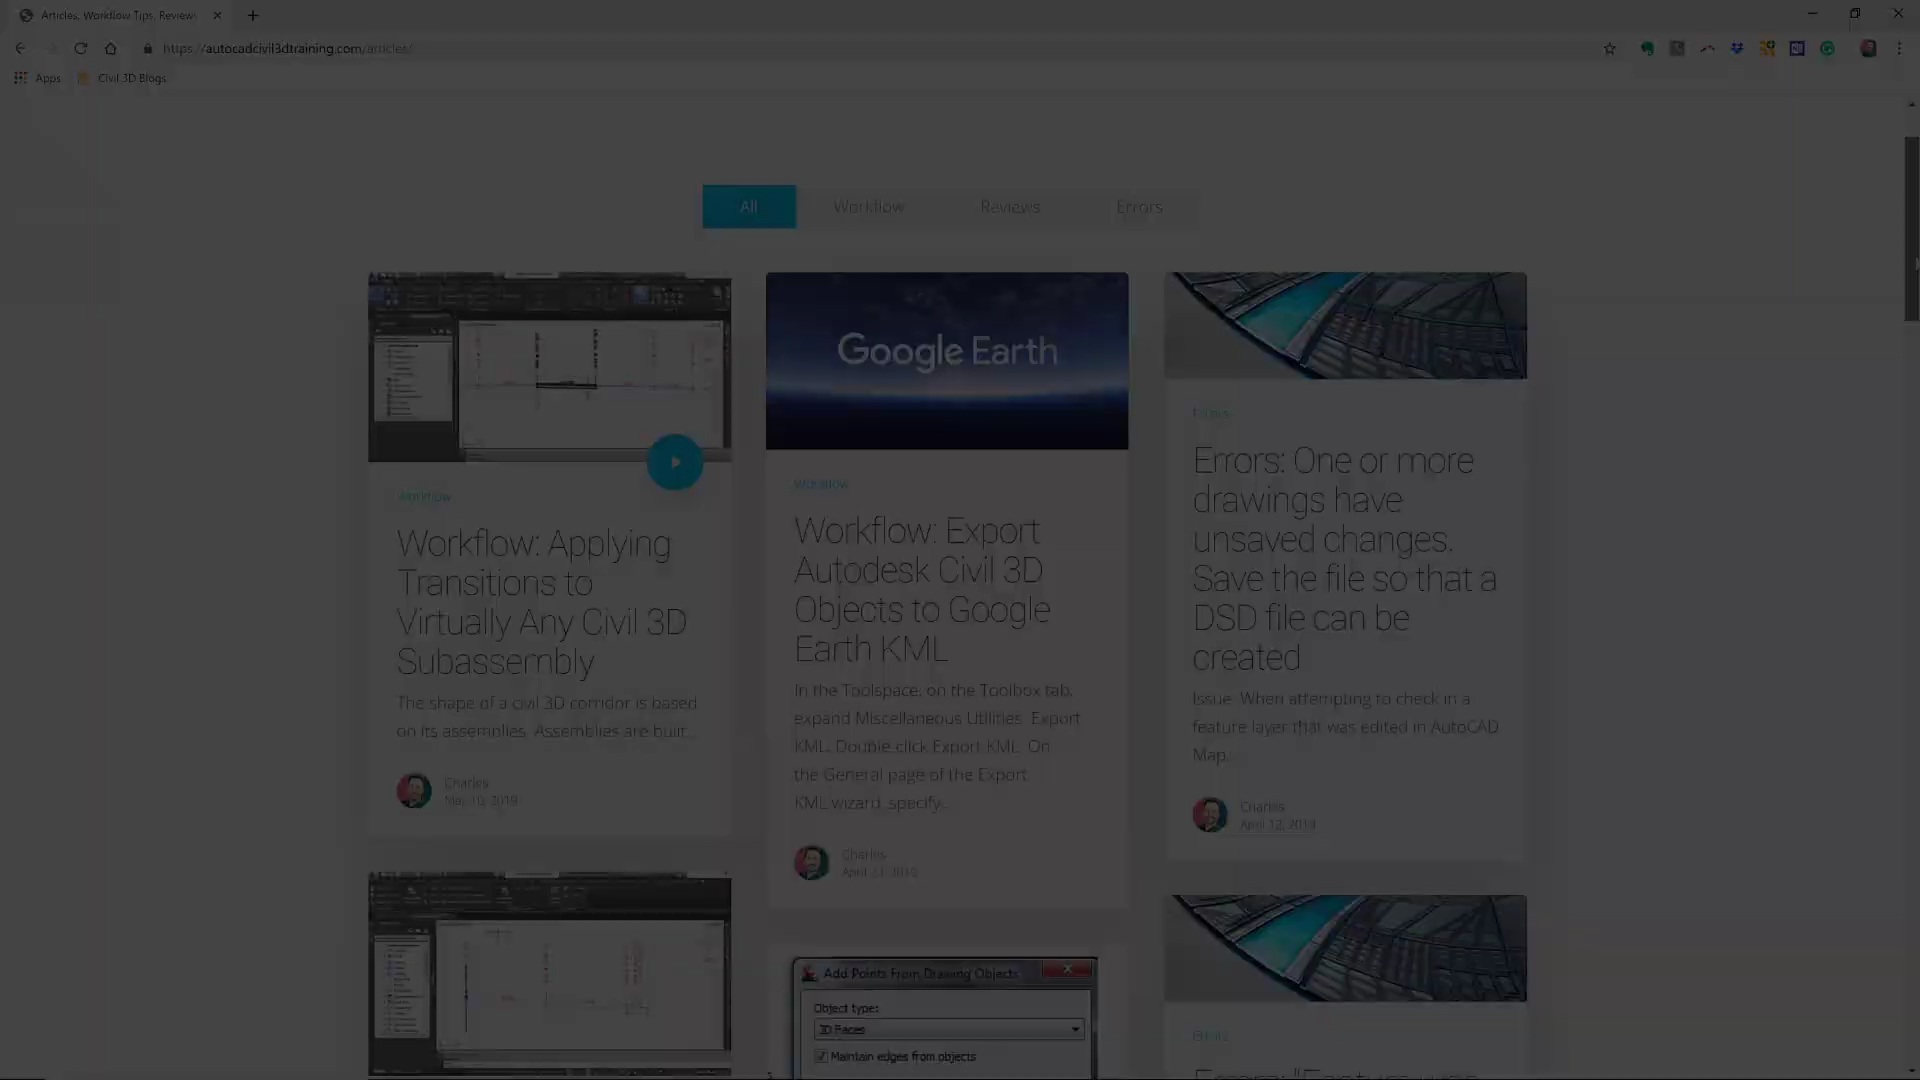 Articles, Workflow Tips, Reviews
https://autocadcivil3dtraining.com/articles/
Apps
Civil 3D Blogs
All
Workflow
Reviews
Errors
Google Earth
Workflow
Workflow: Applying
Transitions to
Virtually Any Civil 3D
Subassembly
The shape of a civil 3D corridor is based
on its assemblies. Assemblies are built...
Charles
May 10, 2019
Workflow
Workflow: Export
Autodesk Civil 3D
Objects to Google
Earth KML
In the Toolspace, on the Toolbox tab,
expand Miscellaneous Utilities Export
KML. Double click Export KML. On
the General page of the Export
KML wizard, specify...
Charles
Errors
Errors: One or more
drawings have
unsaved changes.
Save the file so that a
DSD file can be
created
Issue: When attempting to check in a
feature layer that was edited in AutoCAD
Map...
Charles
April 12, 2019
Add Points From Drawing Objects
Object type:
3D Faces
Maintain edges from objects
Errors